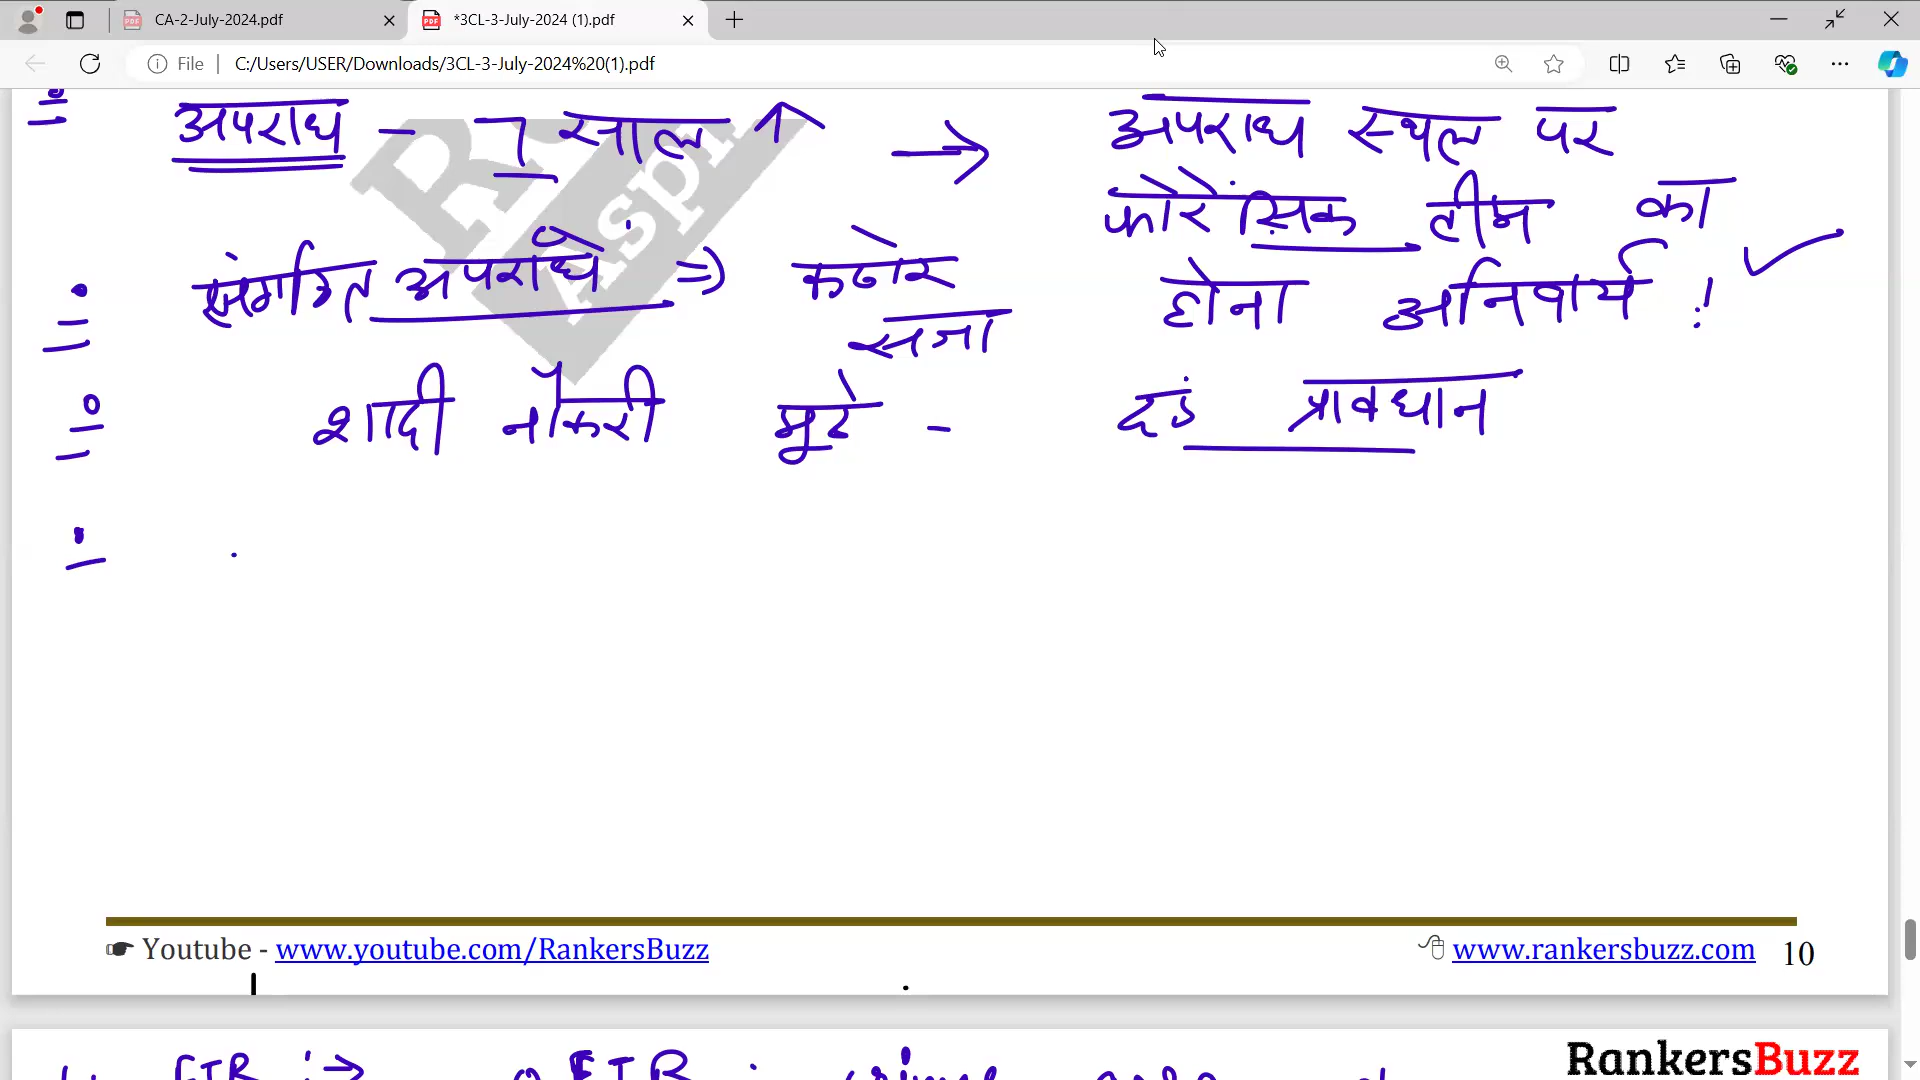 CA-2-July-2024.pdf
*3CL-3-July-2024 (1).pdf
File
C:/Users/USER/Downloads/3CL-3-July-2024%20(1).pdf
अपराध - 7 साल ↑ → अपराध स्थल पर
फोरेंसिक टीम का
होना अनिवार्य !
संगठित अपराधों ⇒ कठोर
सजा
शादी नौकरी झूठे - दंड प्रावधान
Youtube - www.youtube.com/RankersBuzz
www.rankersbuzz.com 10
FIR
RankersBuzz